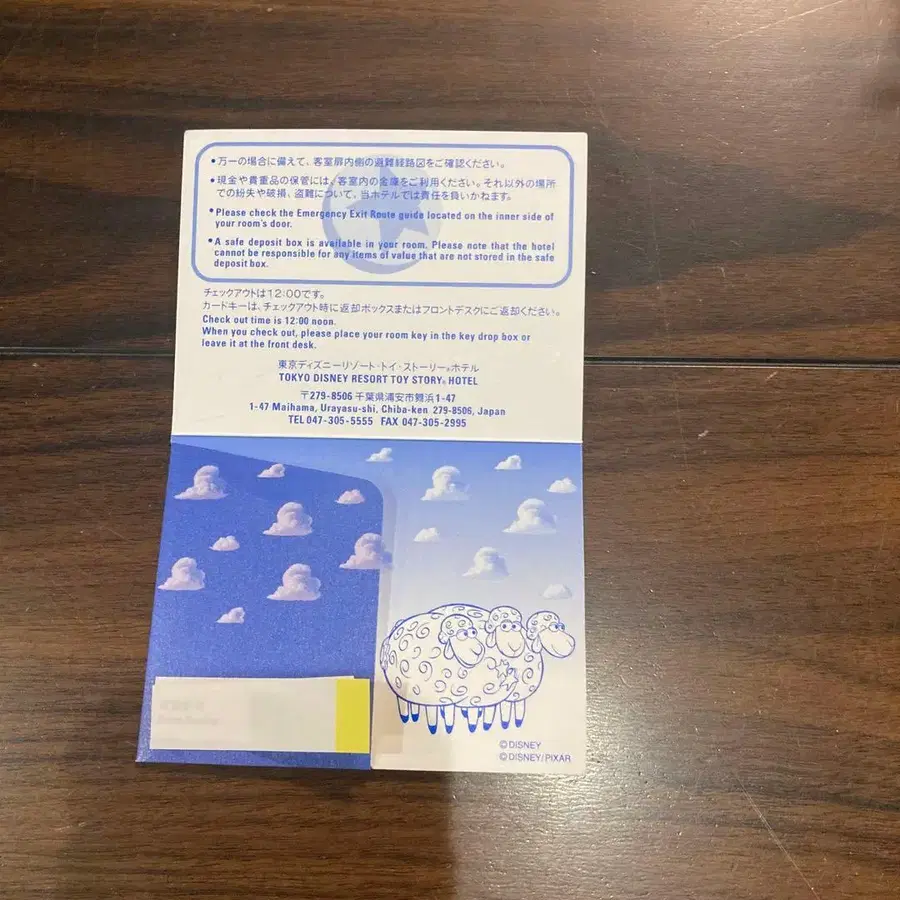 •万一の場合に備えて、客室扉内側の避難経路図をご確認ください。
•現金や貴重品の保管には、客室内の金庫をご利用ください。それ以外の場所
での紛失や破損、盗難について、当ホテルでは責任を負いかねます。
•Please check the Emergency Exit Route guide located on the inner side of
your room's door.
•A safe deposit box is available in your room. Please note that the hotel
cannot be responsible for any items of value that are not stored in the safe
deposit box.
チェックアウトは12:00です。
カードキーは、チェックアウト時に返却ボックスまたはフロントデスクにご返却ください。
Check out time is 12:00 noon.
When you check out, please place your room key in the key drop box or
leave it at the front desk.
東京ディズニーリゾート・トイ・ストーリー®ホテル
TOKYO DISNEY RESORT TOY STORY® HOTEL
〒279-8506 千葉県浦安市舞浜1-47
1-47 Maihama, Urayasu-shi, Chiba-ken 279-8506, Japan
TEL 047-305-5555 FAX 047-305-2995
©DISNEY
©DISNEY/PIXAR